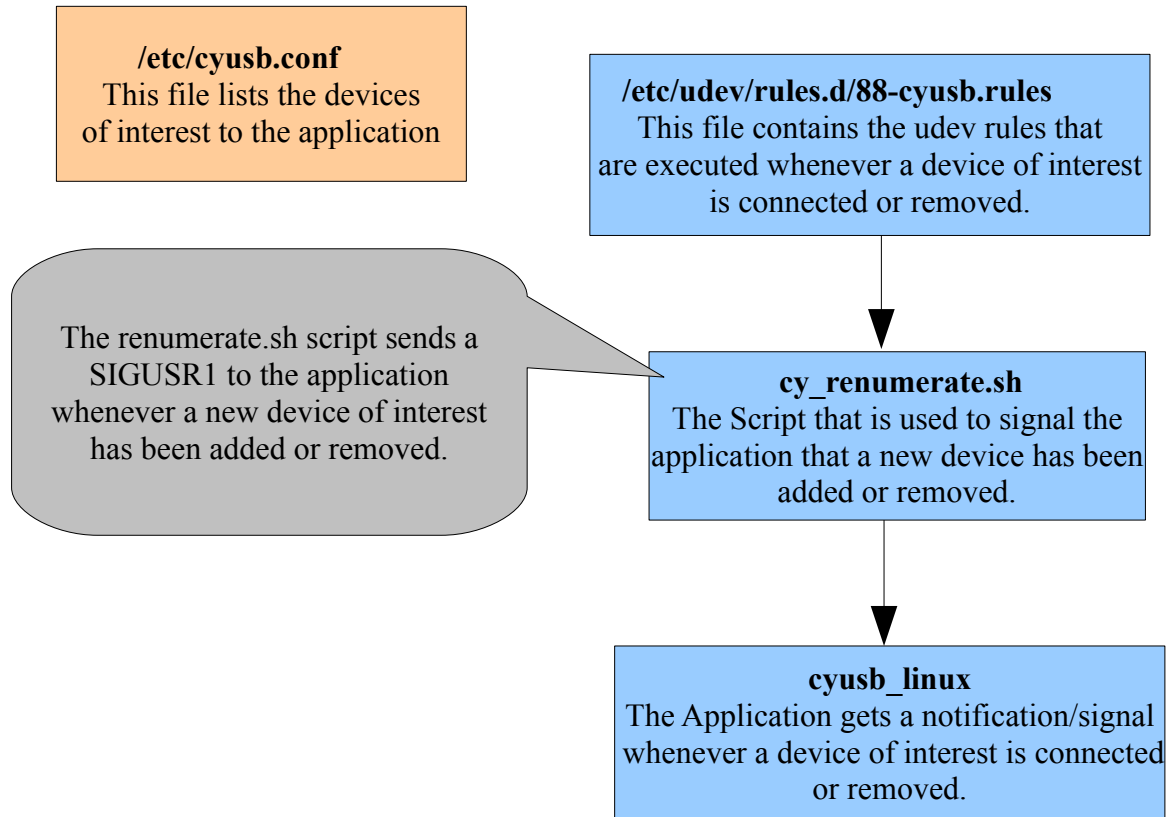 /etc/cyusb.conf
This file lists the devices
of interest to the application
/etc/udev/rules.d/88-cyusb.rules
This file contains the udev rules that
are executed whenever a device of interest
is connected or removed.
The renumerate.sh script sends a
SIGUSR1 to the application
whenever a new device of interest
has been added or removed.
cy_renumerate.sh
The Script that is used to signal the
application that a new device has been
added or removed.
cyusb_linux
The Application gets a notification/signal
whenever a device of interest is connected
or removed.